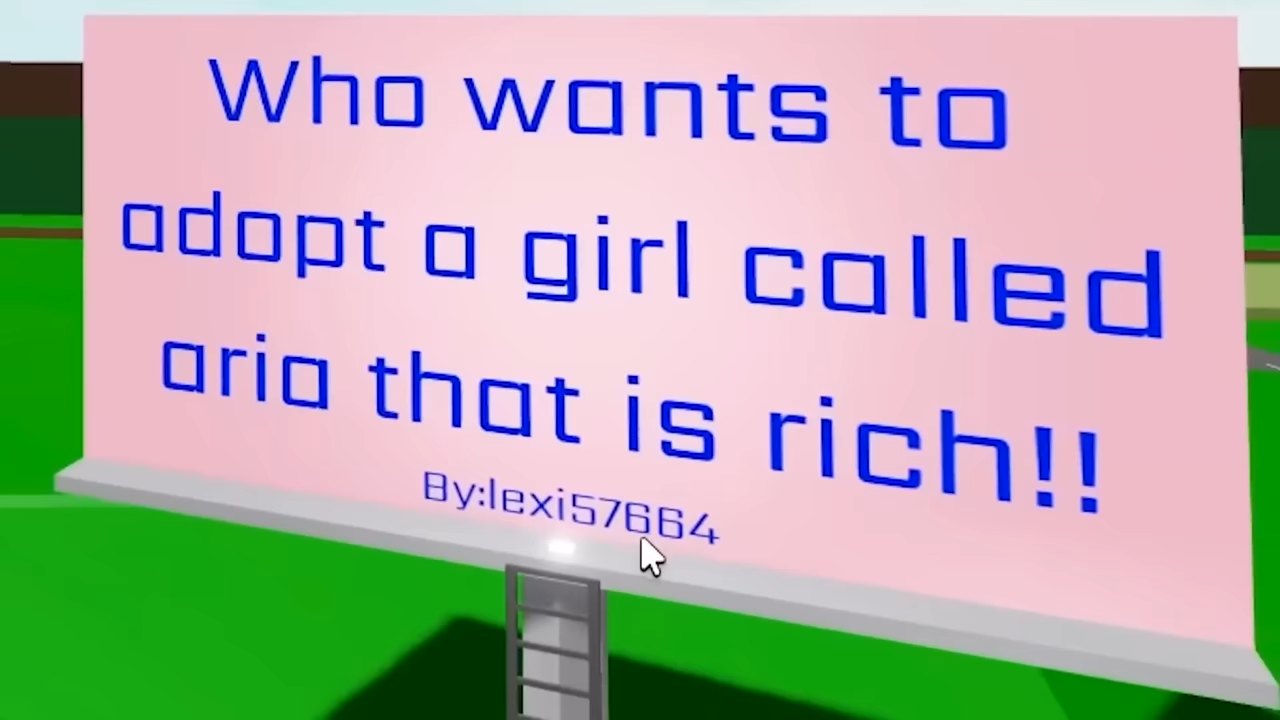 Who wants to
adopt a girl called
aria that is rich!!
By:lexi57664